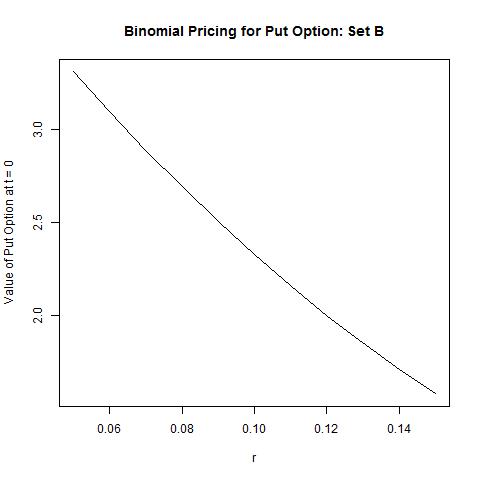 Binomial Pricing for Put Option: Set B
Value of Put Option at t = 0
3.0
2.5
2.0
0.06 0.08 0.10 0.12 0.14
r